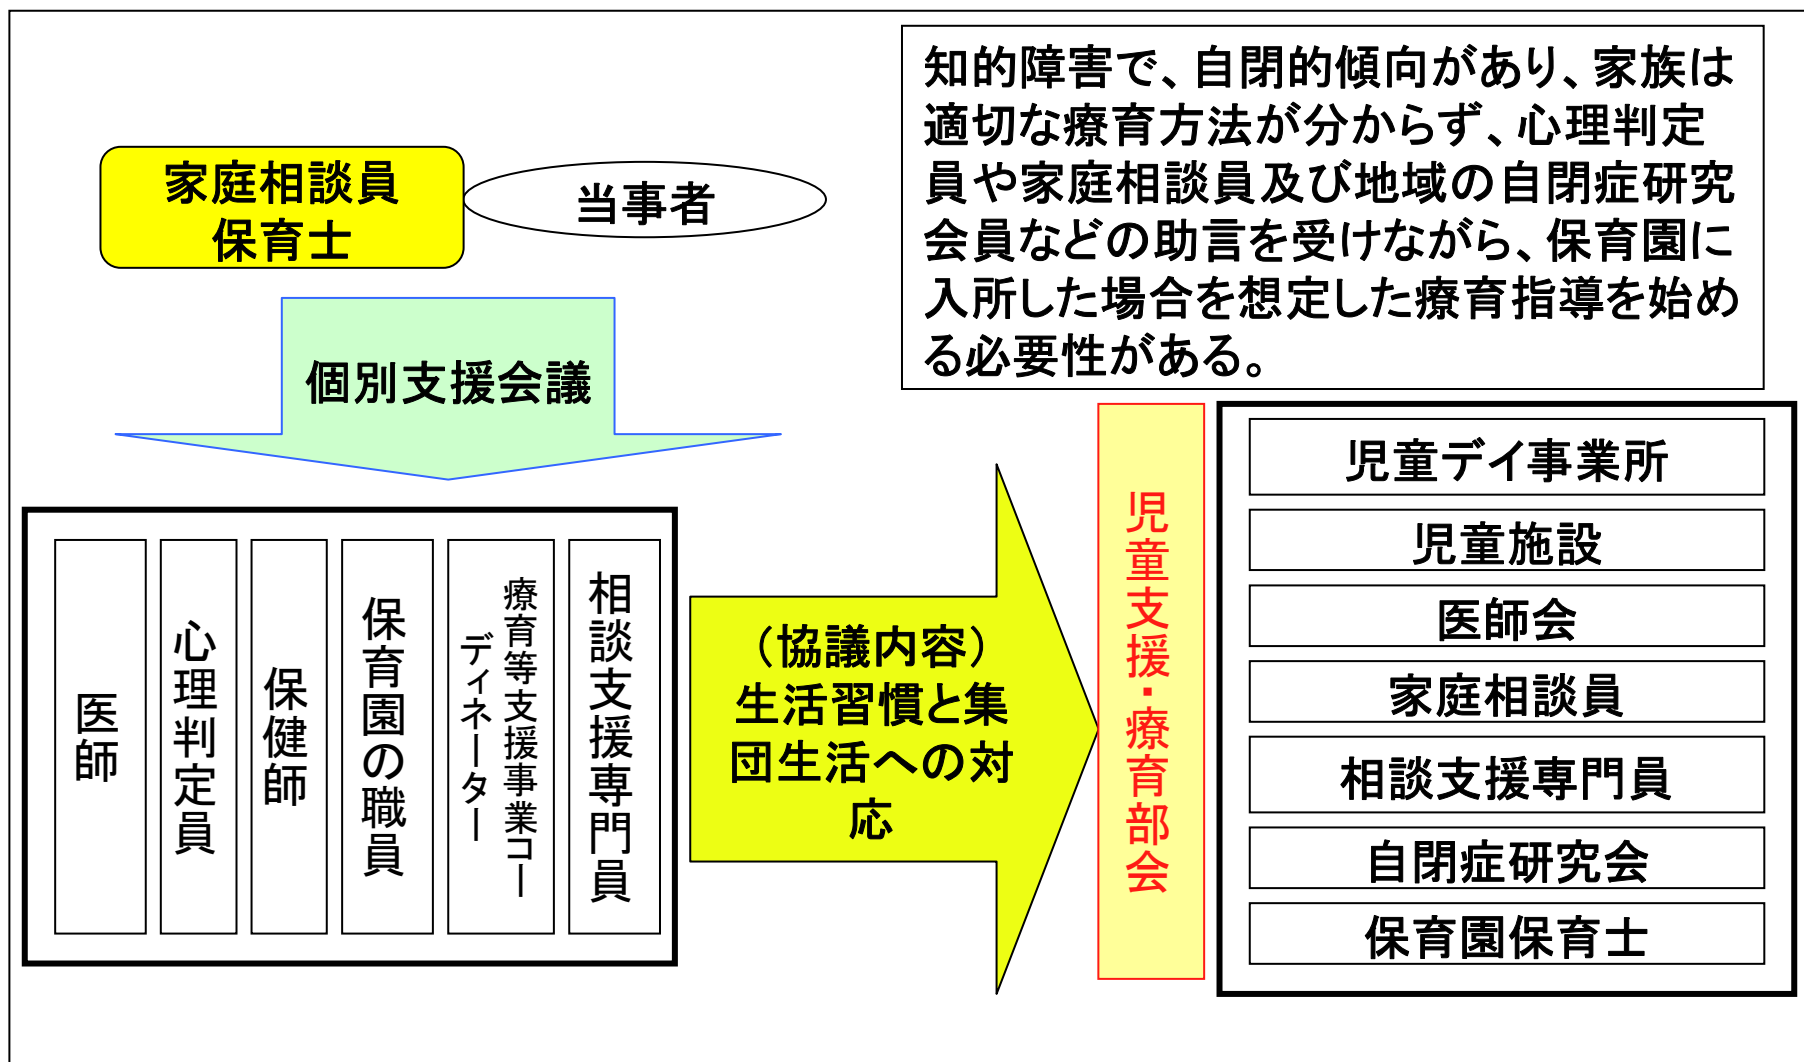 知的障害で、自閉的傾向があり、家族は
適切な療育方法が分からず、心理判定
員や家庭相談員及び地域の自閉症研究
会員などの助言を受けながら、保育園に
入所した場合を想定した療育指導を始め
る必要性がある。
家庭相談員
保育士
当事者
個別支援会議
医師
心理判定員
保健師
保育園の職員
療育等支援事業コー
ディネーター
相談支援専門員
（協議内容）
生活習慣と集
団生活への対
応
児童支援・療育部会
児童デイ事業所
児童施設
医師会
家庭相談員
相談支援専門員
自閉症研究会
保育園保育士